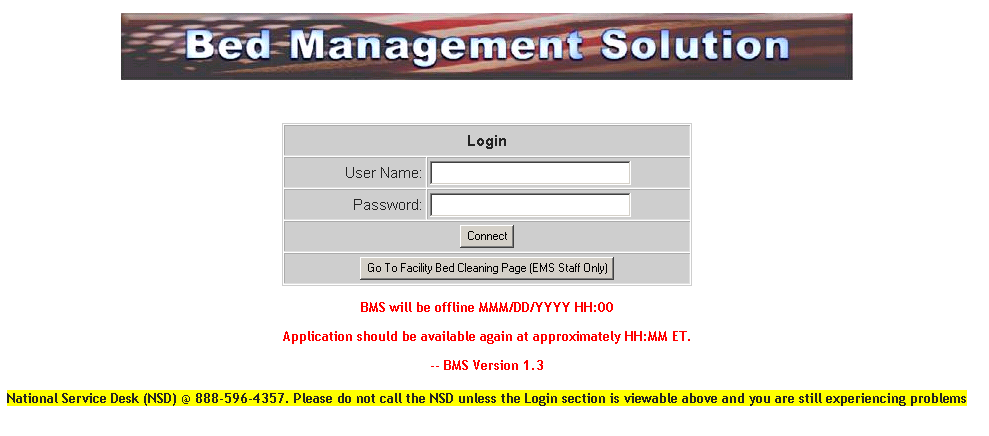 Bed Management Solution
Login
User Name:
Password:
Connect
Go To Facility Bed Cleaning Page (EMS Staff Only)
BMS will be offline MMM/DD/YYYY HH:00
Application should be available again at approximately HH:MM ET.
-- BMS Version 1.3
National Service Desk (NSD) @ 888-596-4357. Please do not call the NSD unless the Login section is viewable above and you are still experiencing problems